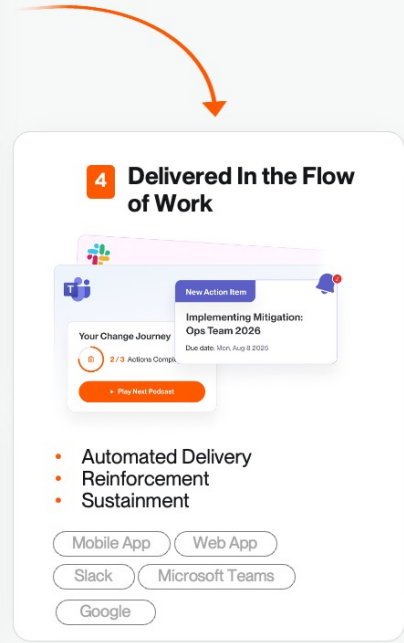 4
Delivered In the Flow
of Work
T
New Action Item
Implementing Mitigation:
Ops Team 2026
Due date: Mon, Aug 8 2025
Your Change Journey
2 / 3 Actions
Play Next Podcast
• Automated Delivery
• Reinforcement
• Sustainment
Mobile App
Web App
Slack
Microsoft Teams
Google